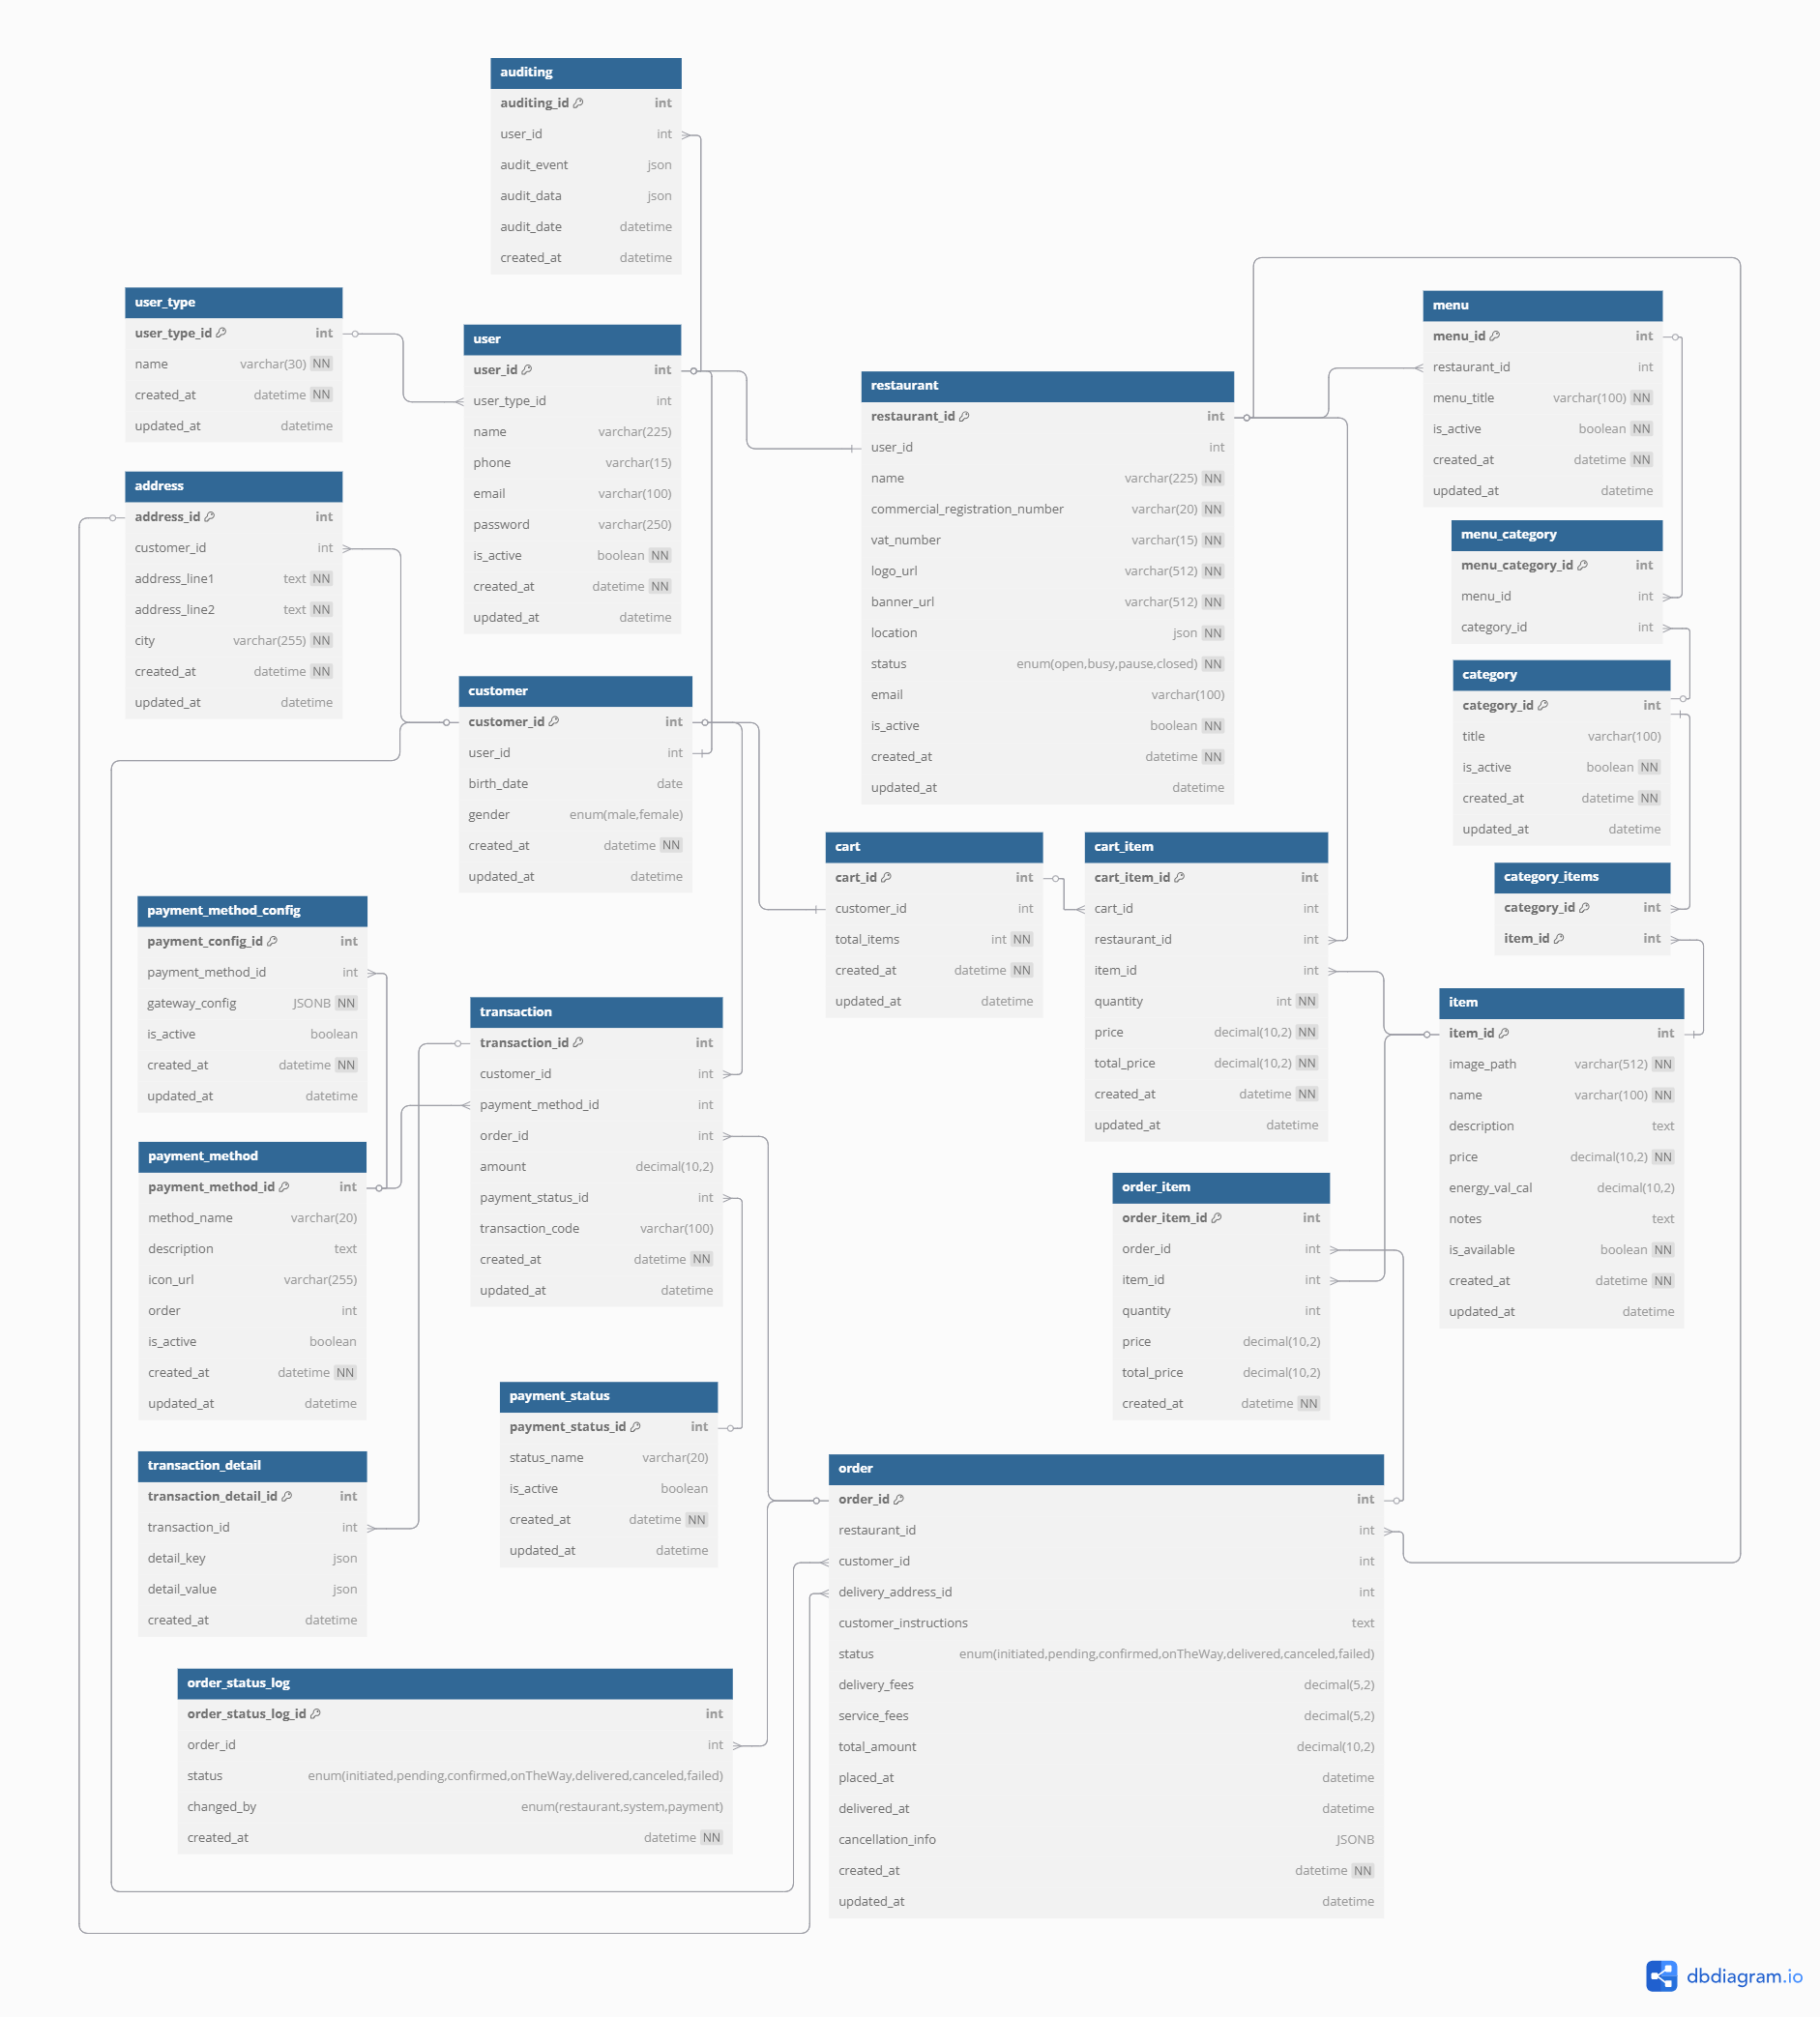 auditing
auditing_id int
user_id int
audit_event json
audit_data json
audit_date datetime
created_at datetime
user_type
user_type_id int
name varchar(30) NN
created_at datetime NN
updated_at datetime
user
user_id int
user_type_id int
name varchar(225)
phone varchar(15)
email varchar(100)
password varchar(250)
is_active boolean NN
created_at datetime NN
updated_at datetime
restaurant
restaurant_id int
user_id int
name varchar(225) NN
commercial_registration_number varchar(20) NN
vat_number varchar(15) NN
logo_url varchar(512) NN
banner_url varchar(512) NN
location json NN
status enum(open,busy,pause,closed) NN
email varchar(100)
is_active boolean NN
created_at datetime NN
updated_at datetime
menu
menu_id int
restaurant_id int
menu_title varchar(100) NN
is_active boolean NN
created_at datetime NN
updated_at datetime
menu_category
menu_category_id int
menu_id int
category_id int
category
category_id int
title varchar(100)
is_active boolean NN
created_at datetime NN
updated_at datetime
category_items
category_id int
item_id int
address
address_id int
customer_id int
address_line1 text NN
address_line2 text NN
city varchar(255) NN
created_at datetime NN
updated_at datetime
customer
customer_id int
user_id int
birth_date date
gender enum(male,female)
created_at datetime NN
updated_at datetime
cart
cart_id int
customer_id int
total_items int NN
created_at datetime NN
updated_at datetime
cart_item
cart_item_id int
cart_id int
restaurant_id int
item_id int
quantity int NN
price decimal(10,2) NN
total_price decimal(10,2) NN
created_at datetime NN
updated_at datetime
item
item_id int
image_path varchar(512) NN
name varchar(100) NN
description text
price decimal(10,2) NN
energy_val_cal decimal(10,2)
notes text
is_available boolean NN
created_at datetime NN
updated_at datetime
payment_method_config
payment_config_id int
payment_method_id int
gateway_config JSONB NN
is_active boolean
created_at datetime NN
updated_at datetime
transaction
transaction_id int
customer_id int
payment_method_id int
order_id int
amount decimal(10,2)
payment_status_id int
transaction_code varchar(100)
created_at datetime NN
updated_at datetime
payment_method
payment_method_id int
method_name varchar(20)
description text
icon_url varchar(255)
order int
is_active boolean
created_at datetime NN
updated_at datetime
order_item
order_item_id int
order_id int
item_id int
quantity int
price decimal(10,2)
total_price decimal(10,2)
created_at datetime NN
payment_status
payment_status_id int
status_name varchar(20)
is_active boolean
created_at datetime NN
updated_at datetime
transaction_detail
transaction_detail_id int
transaction_id int
detail_key json
detail_value json
created_at datetime
order
order_id int
restaurant_id int
customer_id int
delivery_address_id int
customer_instructions text
status enum(initiated,pending,confirmed,onTheWay,delivered,canceled,failed)
delivery_fees decimal(5,2)
service_fees decimal(5,2)
total_amount decimal(10,2)
placed_at datetime
delivered_at datetime
cancellation_info JSONB
created_at datetime NN
updated_at datetime
order_status_log
order_status_log_id int
order_id int
status enum(initiated,pending,confirmed,onTheWay,delivered,canceled,failed)
changed_by enum(restaurant,system,payment)
created_at datetime NN
dbdiagram.io